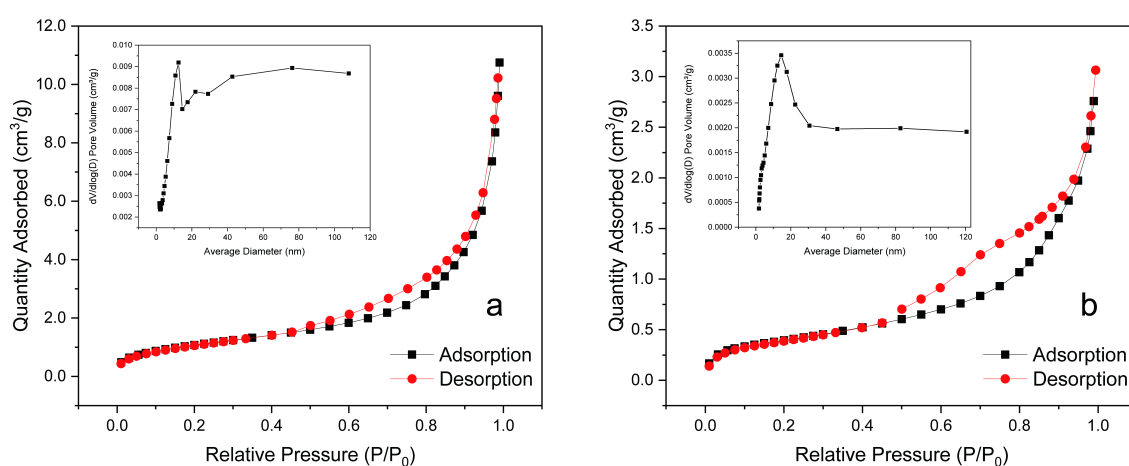 12.0
10.0
8.0
6.0
4.0
2.0
0.0
Quantity Adsorbed (cm³/g)
0.0 0.2 0.4 0.6 0.8 1.0
Relative Pressure (P/P₀)
0.010
0.009
0.008
0.007
0.006
0.005
0.004
0.003
0.002
dV/dlog(D) Pore Volume (cm³/g)
0 20 40 60 80 100 120
Average Diameter (nm)
a
Adsorption
Desorption
3.5
3.0
2.5
2.0
1.5
1.0
0.5
0.0
Quantity Adsorbed (cm³/g)
0.0 0.2 0.4 0.6 0.8 1.0
Relative Pressure (P/P₀)
0.0035
0.0030
0.0025
0.0020
0.0015
0.0010
0.0005
0.0000
dV/dlog(D) Pore Volume (cm³/g)
0 20 40 60 80 100 120
Average Diameter (nm)
b
Adsorption
Desorption